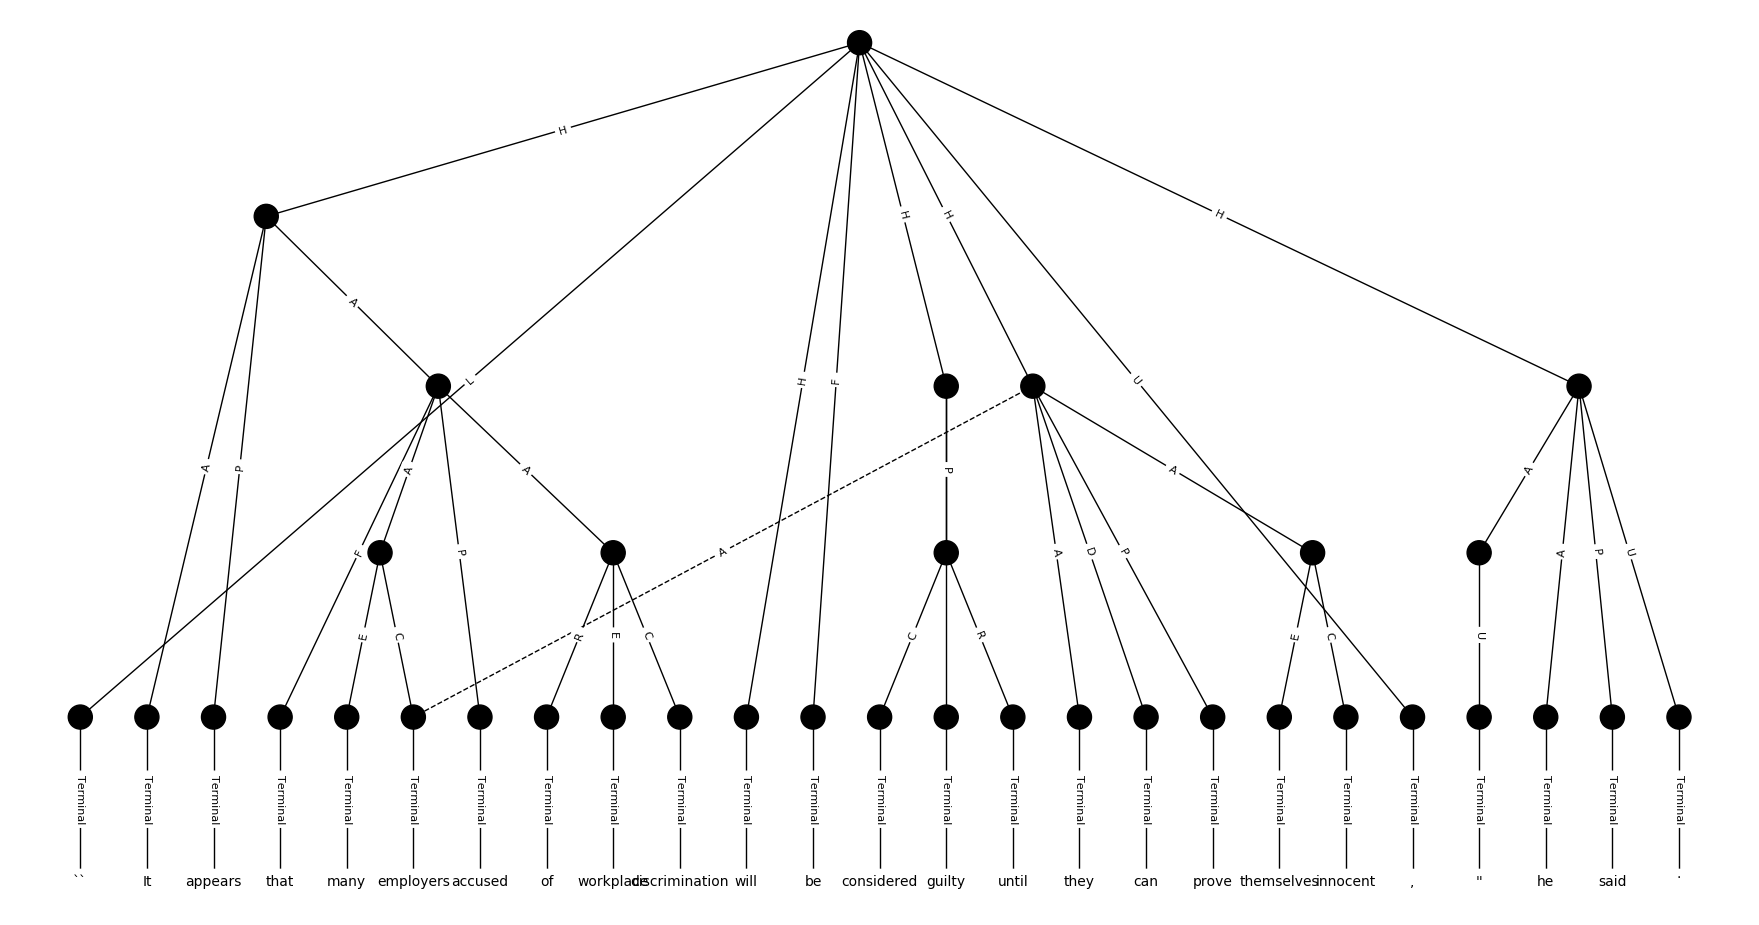 H
H H H
A L H F U
A P A A A P A
F P A A D P A P U
E C R E C C R E C U
Terminal Terminal Terminal Terminal Terminal Terminal Terminal Terminal Terminal Terminal Terminal Terminal Terminal Terminal Terminal Terminal Terminal Terminal Terminal Terminal Terminal Terminal Terminal Terminal Terminal
`` It appears that many employers accused of workplace discrimination will be considered guilty until they can prove themselves innocent , " he said .